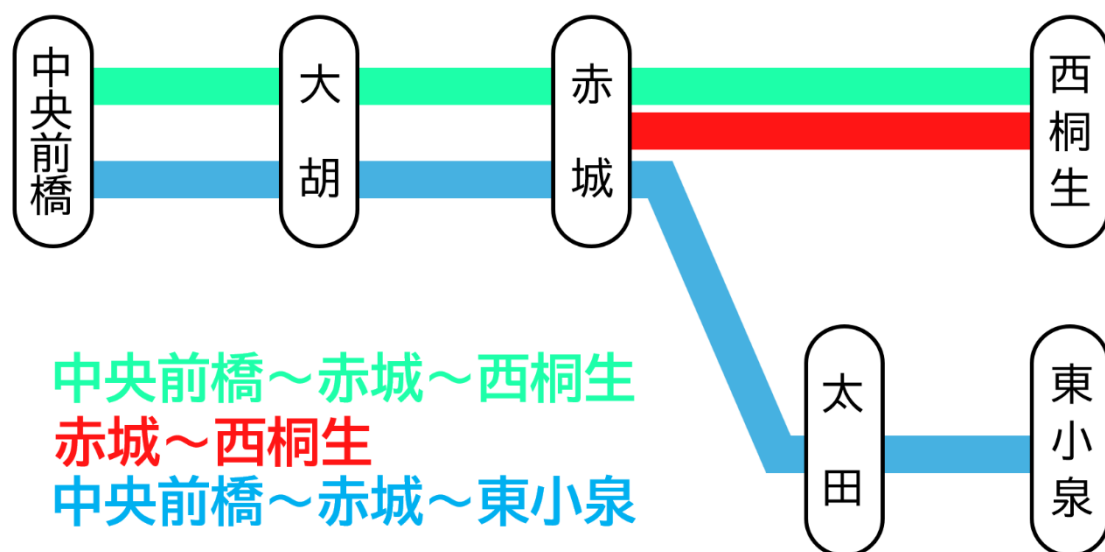 中央前橋
大胡
赤城
西桐生
太田
東小泉
中央前橋～赤城～西桐生
赤城～西桐生
中央前橋～赤城～東小泉